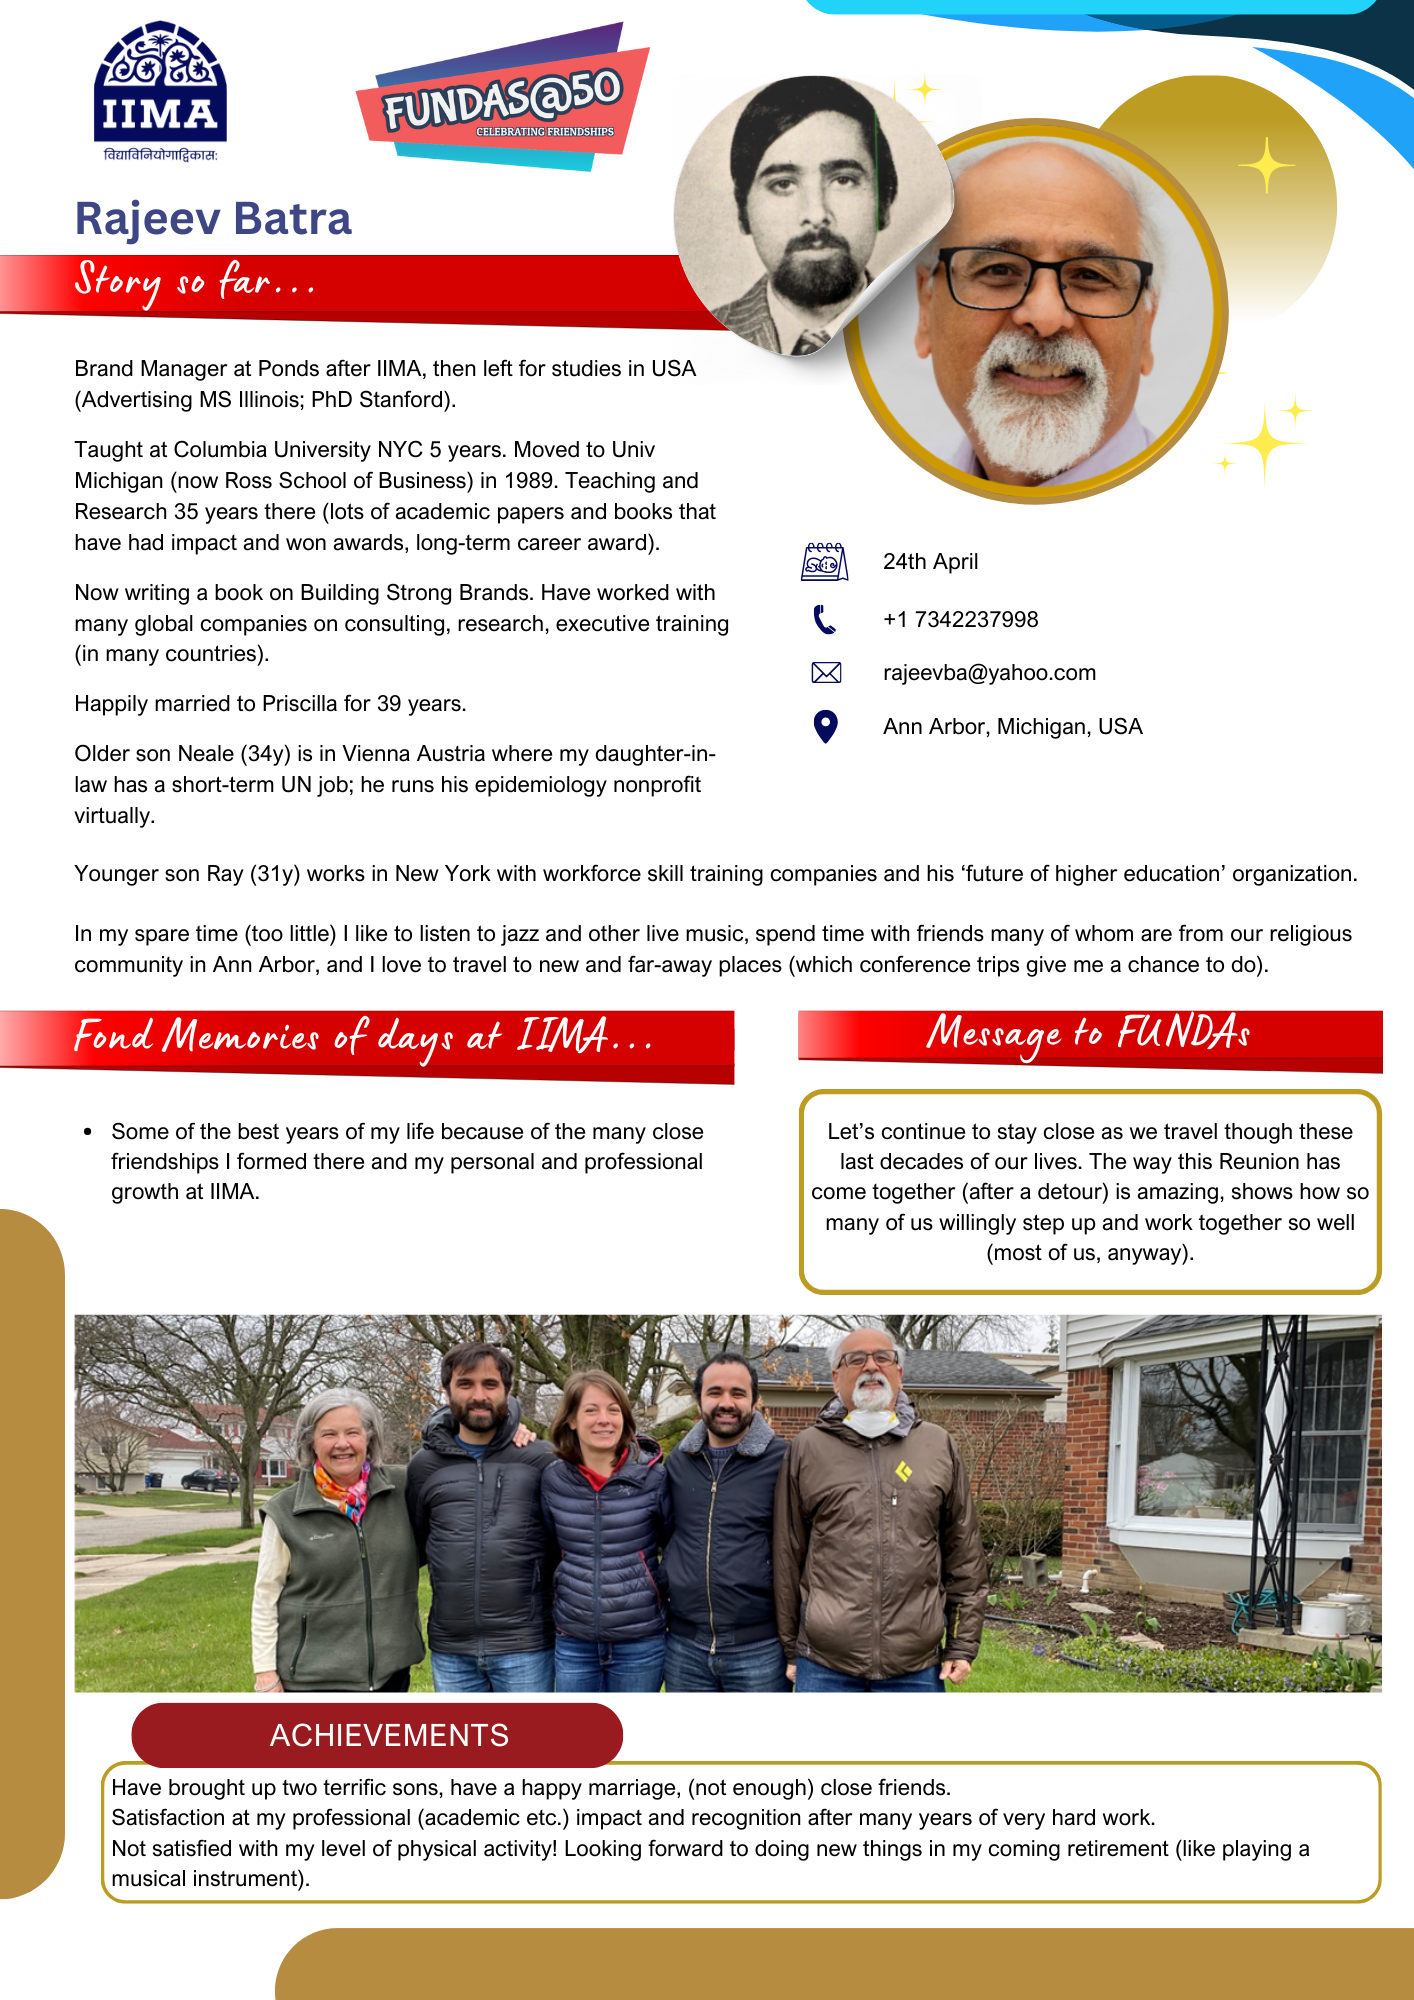 IIMA
विद्याविनियोगाद्विकास:
FUNDAS@50
CELEBRATING FRIENDSHIPS
Rajeev Batra
Story so far...
Brand Manager at Ponds after IIMA, then left for studies in USA
(Advertising MS Illinois; PhD Stanford).
Taught at Columbia University NYC 5 years. Moved to Univ
Michigan (now Ross School of Business) in 1989. Teaching and
Research 35 years there (lots of academic papers and books that
have had impact and won awards, long-term career award).
Now writing a book on Building Strong Brands. Have worked with
many global companies on consulting, research, executive training
(in many countries).
Happily married to Priscilla for 39 years.
Older son Neale (34y) is in Vienna Austria where my daughter-in-
law has a short-term UN job; he runs his epidemiology nonprofit
virtually.
24th April
+1 7342237998
rajeevba@yahoo.com
Ann Arbor, Michigan, USA
Younger son Ray (31y) works in New York with workforce skill training companies and his ‘future of higher education’ organization.
In my spare time (too little) I like to listen to jazz and other live music, spend time with friends many of whom are from our religious
community in Ann Arbor, and I love to travel to new and far-away places (which conference trips give me a chance to do).
Fond Memories of days at IIMA...
• Some of the best years of my life because of the many close
friendships I formed there and my personal and professional
growth at IIMA.
Message to FUNDAs
Let’s continue to stay close as we travel though these
last decades of our lives. The way this Reunion has
come together (after a detour) is amazing, shows how so
many of us willingly step up and work together so well
(most of us, anyway).
ACHIEVEMENTS
Have brought up two terrific sons, have a happy marriage, (not enough) close friends.
Satisfaction at my professional (academic etc.) impact and recognition after many years of very hard work.
Not satisfied with my level of physical activity! Looking forward to doing new things in my coming retirement (like playing a
musical instrument).